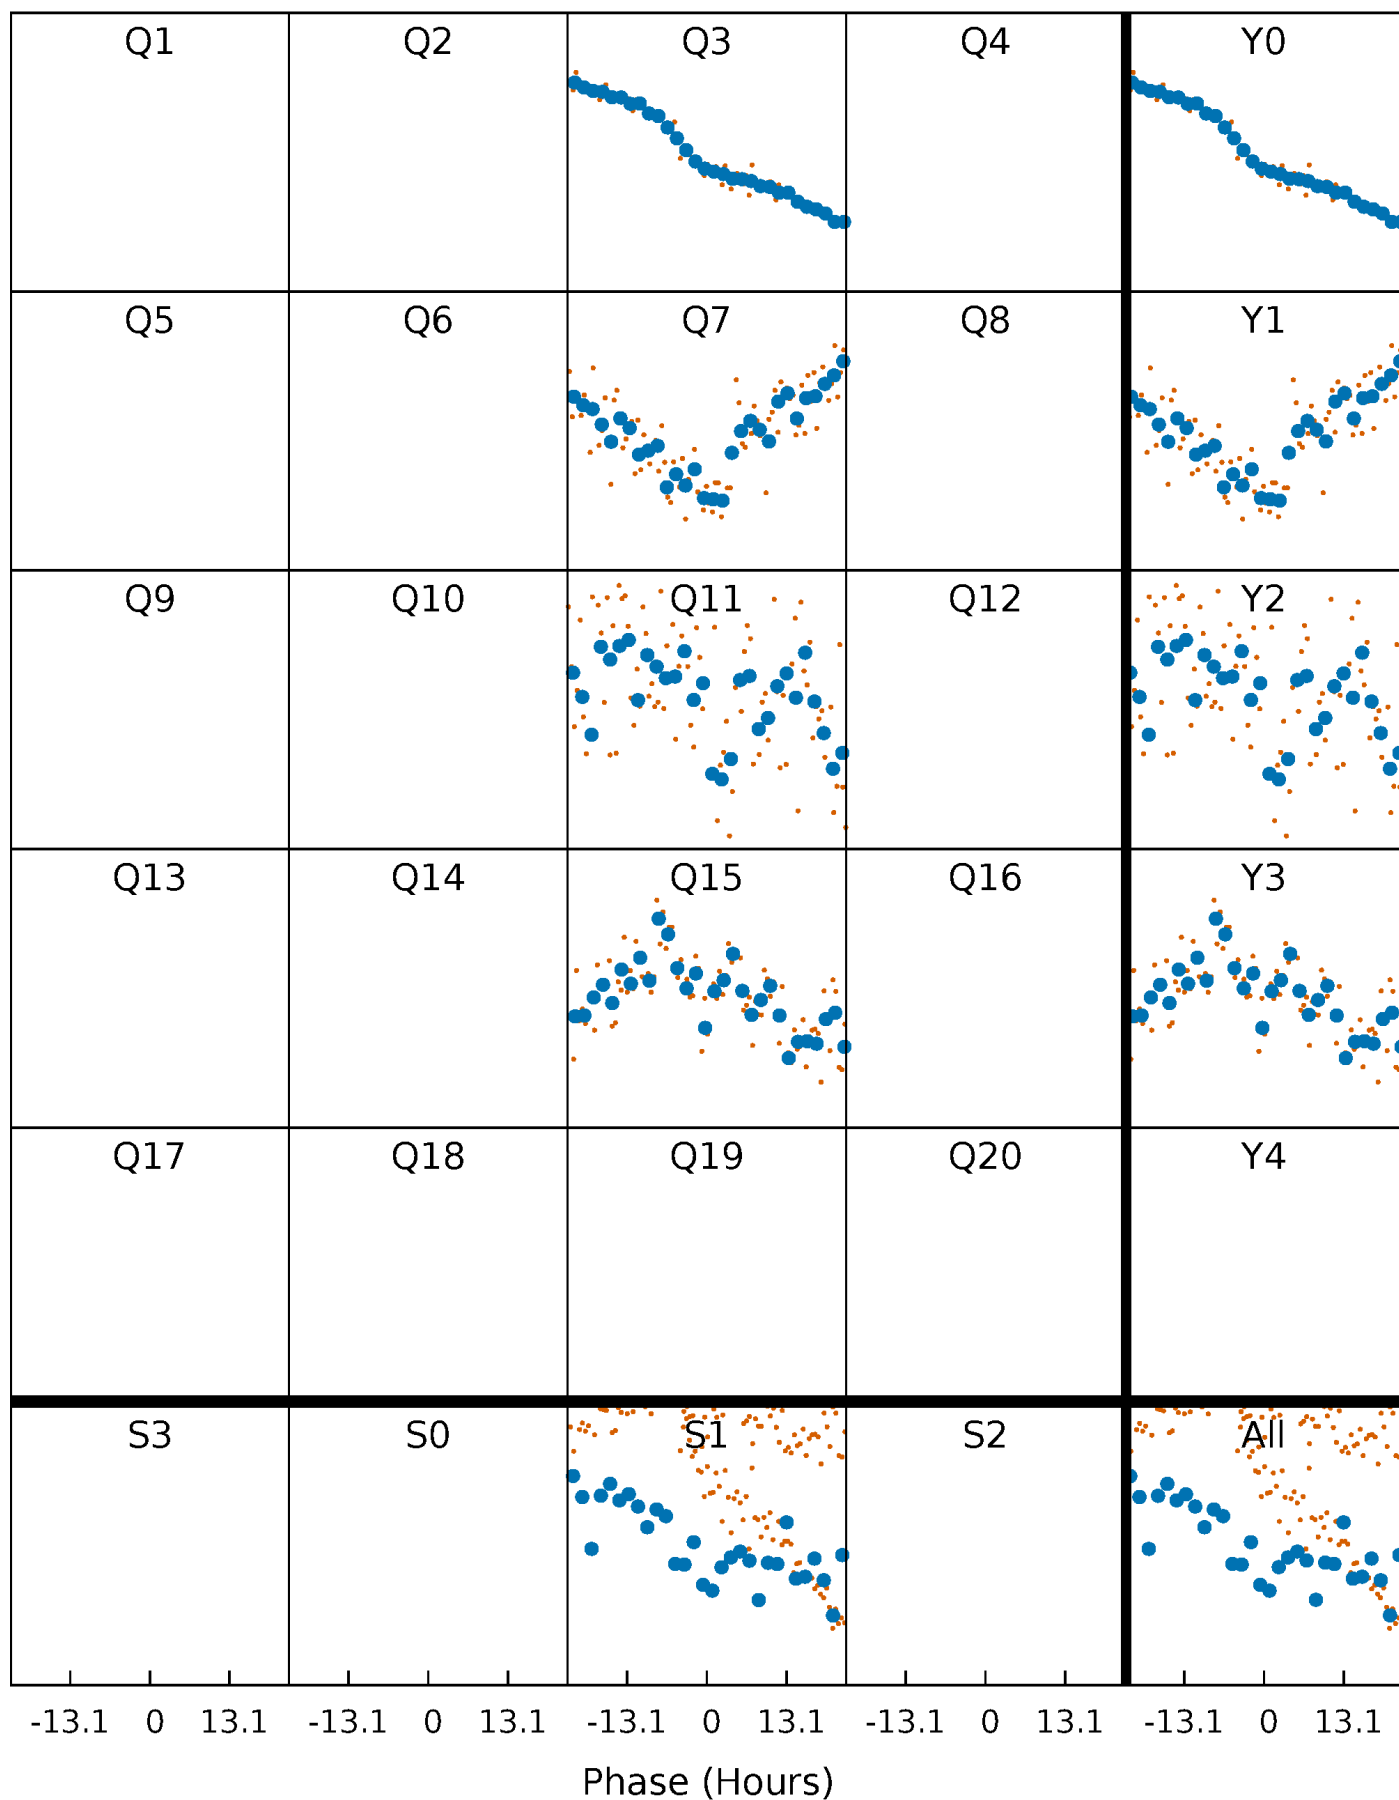 Q1 Q2 Q3 Q4 Y0
Q5 Q6 Q7 Q8 Y1
Q9 Q10 Q11 Q12 Y2
Q13 Q14 Q15 Q16 Y3
Q17 Q18 Q19 Q20 Y4
S3 S0 S1 S2 All
-13.1 0 13.1 -13.1 0 13.1 -13.1 0 13.1 -13.1 0 13.1 -13.1 0 13.1
Phase (Hours)